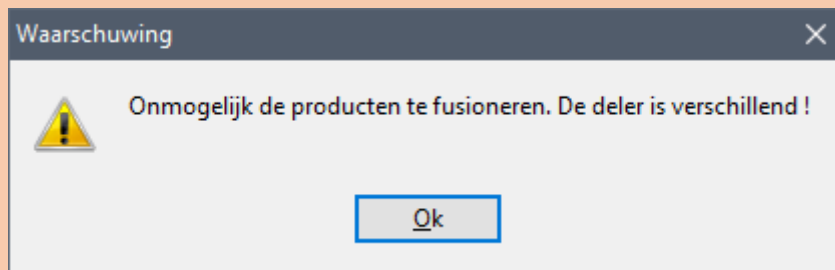 Waarschuwing
Onmogelijk de producten te fusioneren. De deler is verschillend !
Ok